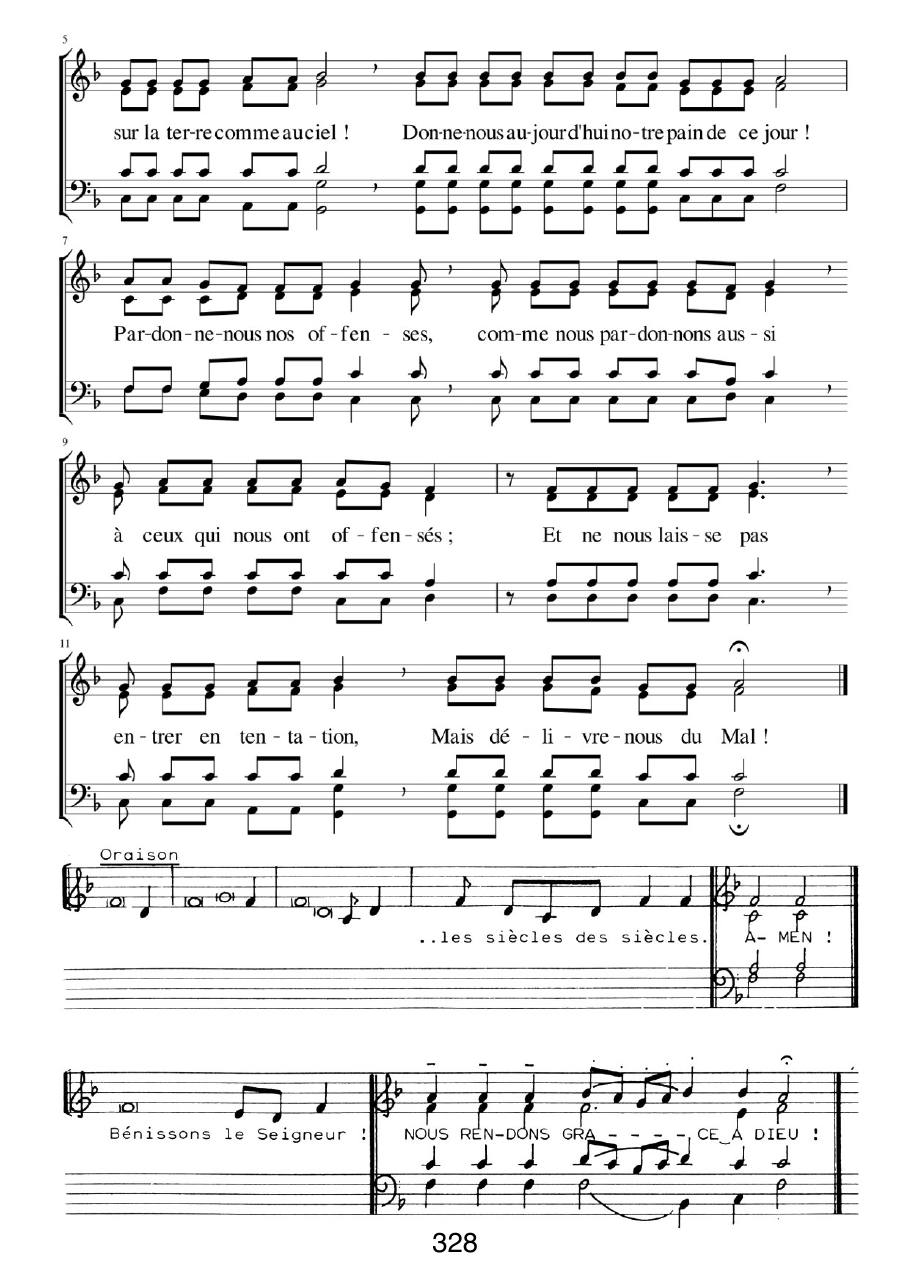 5
sur la ter-re comme au ciel ! Don-ne-nous au-jourd'hui no-tre pain de ce jour !
7
Par-don-ne-nous nos of-fen-ses, com-me nous par-don-nons aus-si
9
à ceux qui nous ont of-fen-sés ; Et ne nous lais-se pas
11
en-trer en ten-ta-tion, Mais dé-li-vre-nous du Mal !
Oraison
..les siècles des siècles. A- MEN !
Bénissons le Seigneur ! NOUS REN-DONS GRA - - - - CE A DIEU !
328